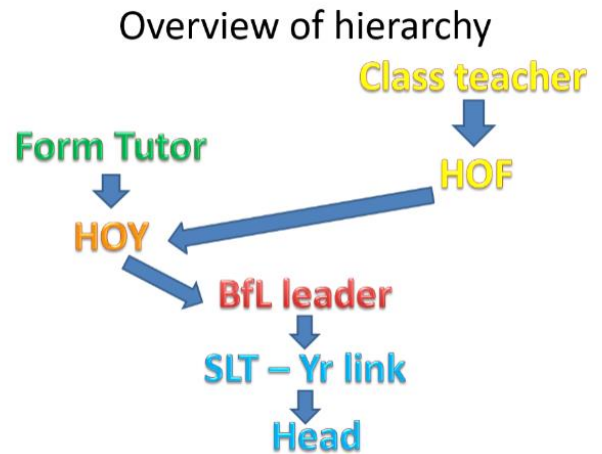 Overview of hierarchy
Class teacher
Form Tutor
HOF
HOY
BfL leader
SLT – Yr link
Head